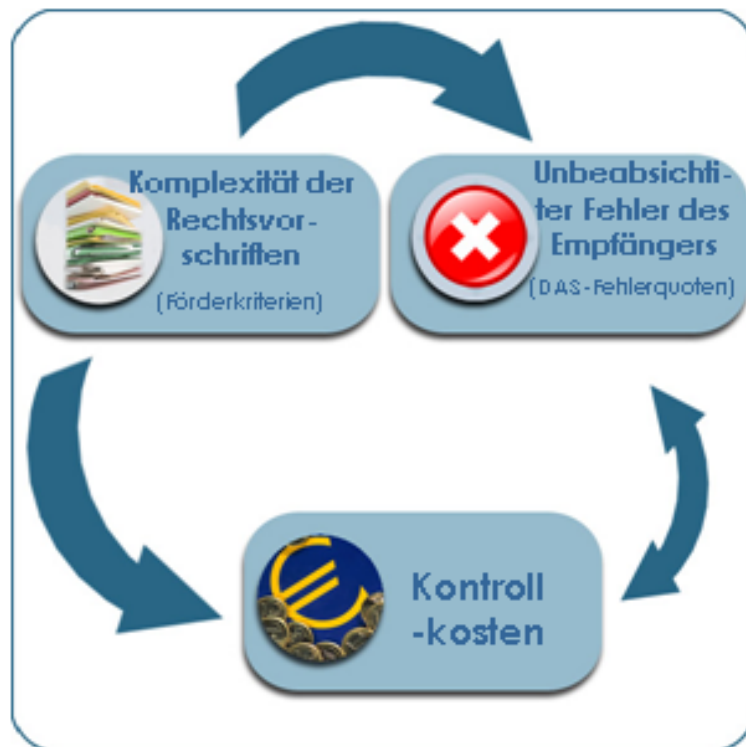 Komplexität der
Rechtsvor-
schriften
(Förderkriterien)
Unbeabsichti-
ter Fehler des
Empfängers
(DAS-Fehlerquoten)
Kontroll
-kosten